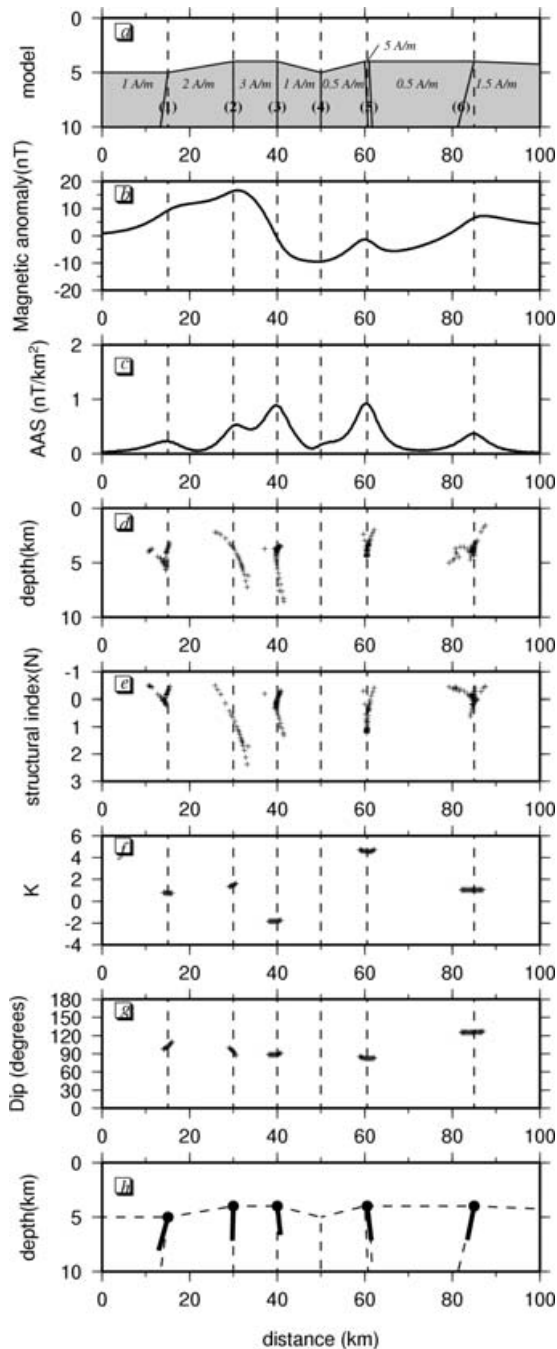 0
5
10
model
a
5 A/m
1 A/m 2 A/m 3 A/m 1 A/m 0.5 A/m 0.5 A/m 1.5 A/m
(1) (2) (3) (4) (5) (6)
0 20 40 60 80 100
20
10
0
-10
-20
Magnetic anomaly(nT)
b
0 20 40 60 80 100
2
1
0
AAS (nT/km²)
c
0 20 40 60 80 100
0
5
10
depth(km)
d
0 20 40 60 80 100
-1
0
1
2
3
structural index(N)
e
0 20 40 60 80 100
6
4
2
0
-2
-4
K
f
0 20 40 60 80 100
180
150
120
90
60
30
0
Dip (degrees)
g
0 20 40 60 80 100
0
5
10
depth(km)
h
0 20 40 60 80 100
distance (km)